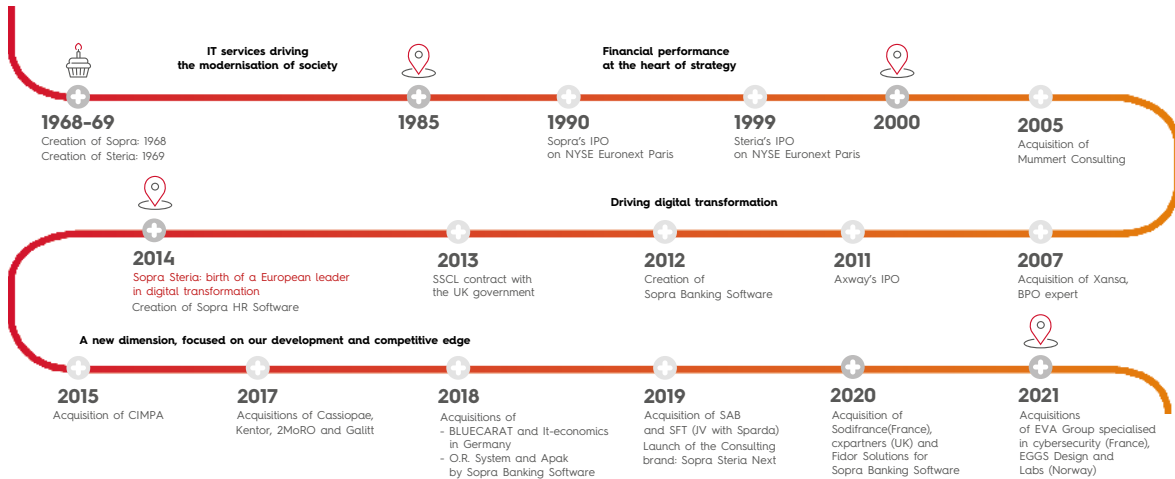 IT services driving
the modernisation of society
Financial performance
at the heart of strategy
1968-69
Creation of Sopra: 1968
Creation of Steria: 1969
1985
1990
Sopra's IPO
on NYSE Euronext Paris
1999
Steria's IPO
on NYSE Euronext Paris
2000
2005
Acquisition of
Mummert Consulting
Driving digital transformation
2014
Sopra Steria: birth of a European leader
in digital transformation
Creation of Sopra HR Software
2013
SSCL contract with
the UK government
2012
Creation of
Sopra Banking Software
2011
Axway's IPO
2007
Acquisition of Xansa,
BPO expert
A new dimension, focused on our development and competitive edge
2015
Acquisition of CIMPA
2017
Acquisitions of Cassiopae,
Kentor, 2MoRO and Galitt
2018
Acquisitions of
- BLUECARAT and It-economics
in Germany
- O.R. System and Apak
by Sopra Banking Software
2019
Acquisition of SAB
and SFT (JV with Sparda)
Launch of the Consulting
brand: Sopra Steria Next
2020
Acquisition of
Sodifrance(France),
cxpartners (UK) and
Fidor Solutions for
Sopra Banking Software
2021
Acquisitions
of EVA Group specialised
in cybersecurity (France),
EGGS Design and
Labs (Norway)